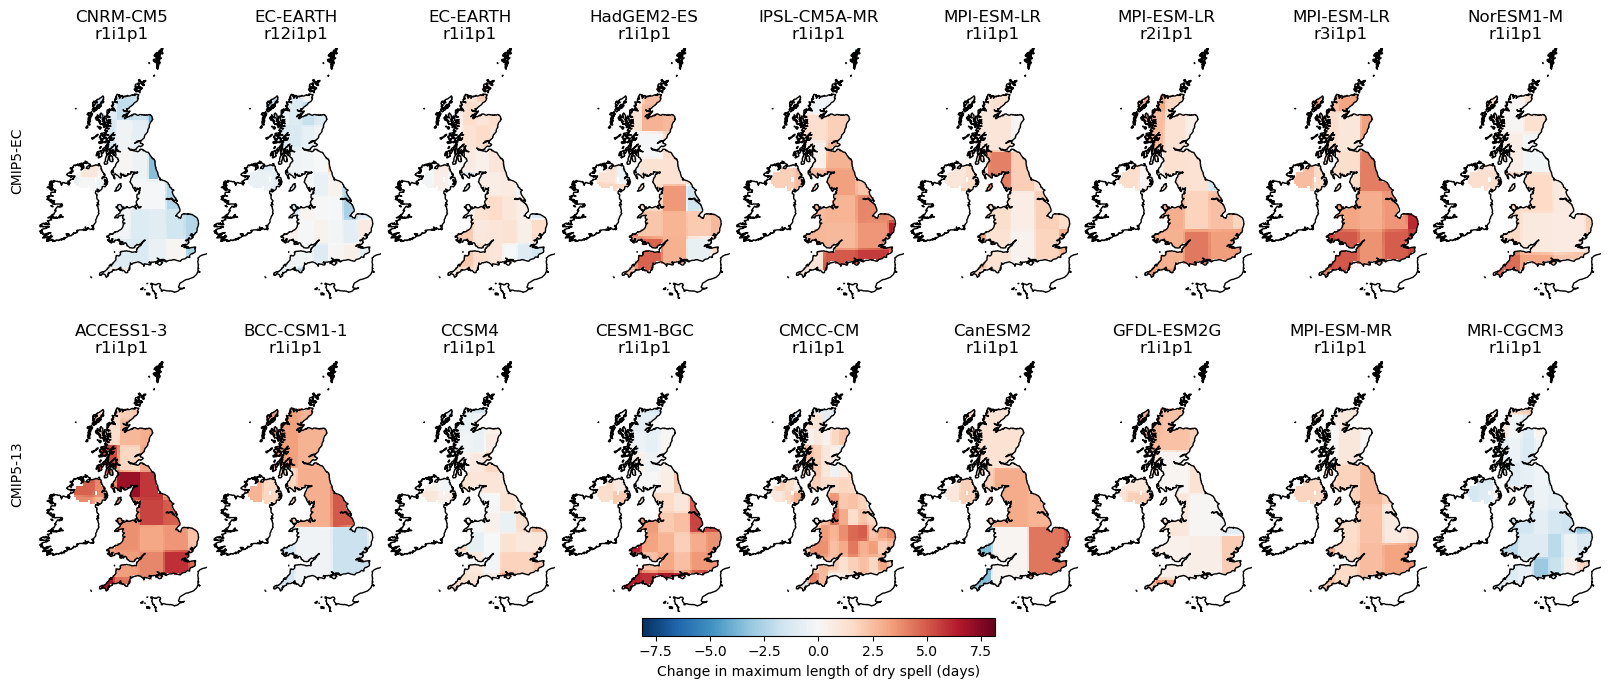 CNRM-CM5
r1i1p1
EC-EARTH
r12i1p1
EC-EARTH
r1i1p1
HadGEM2-ES
r1i1p1
IPSL-CM5A-MR
r1i1p1
MPI-ESM-LR
r1i1p1
MPI-ESM-LR
r2i1p1
MPI-ESM-LR
r3i1p1
NorESM1-M
r1i1p1
CMIP5-EC
ACCESS1-3
r1i1p1
BCC-CSM1-1
r1i1p1
CCSM4
r1i1p1
CESM1-BGC
r1i1p1
CMCC-CM
r1i1p1
CanESM2
r1i1p1
GFDL-ESM2G
r1i1p1
MPI-ESM-MR
r1i1p1
MRI-CGCM3
r1i1p1
CMIP5-13
−7.5 −5.0 −2.5 0.0 2.5 5.0 7.5
Change in maximum length of dry spell (days)